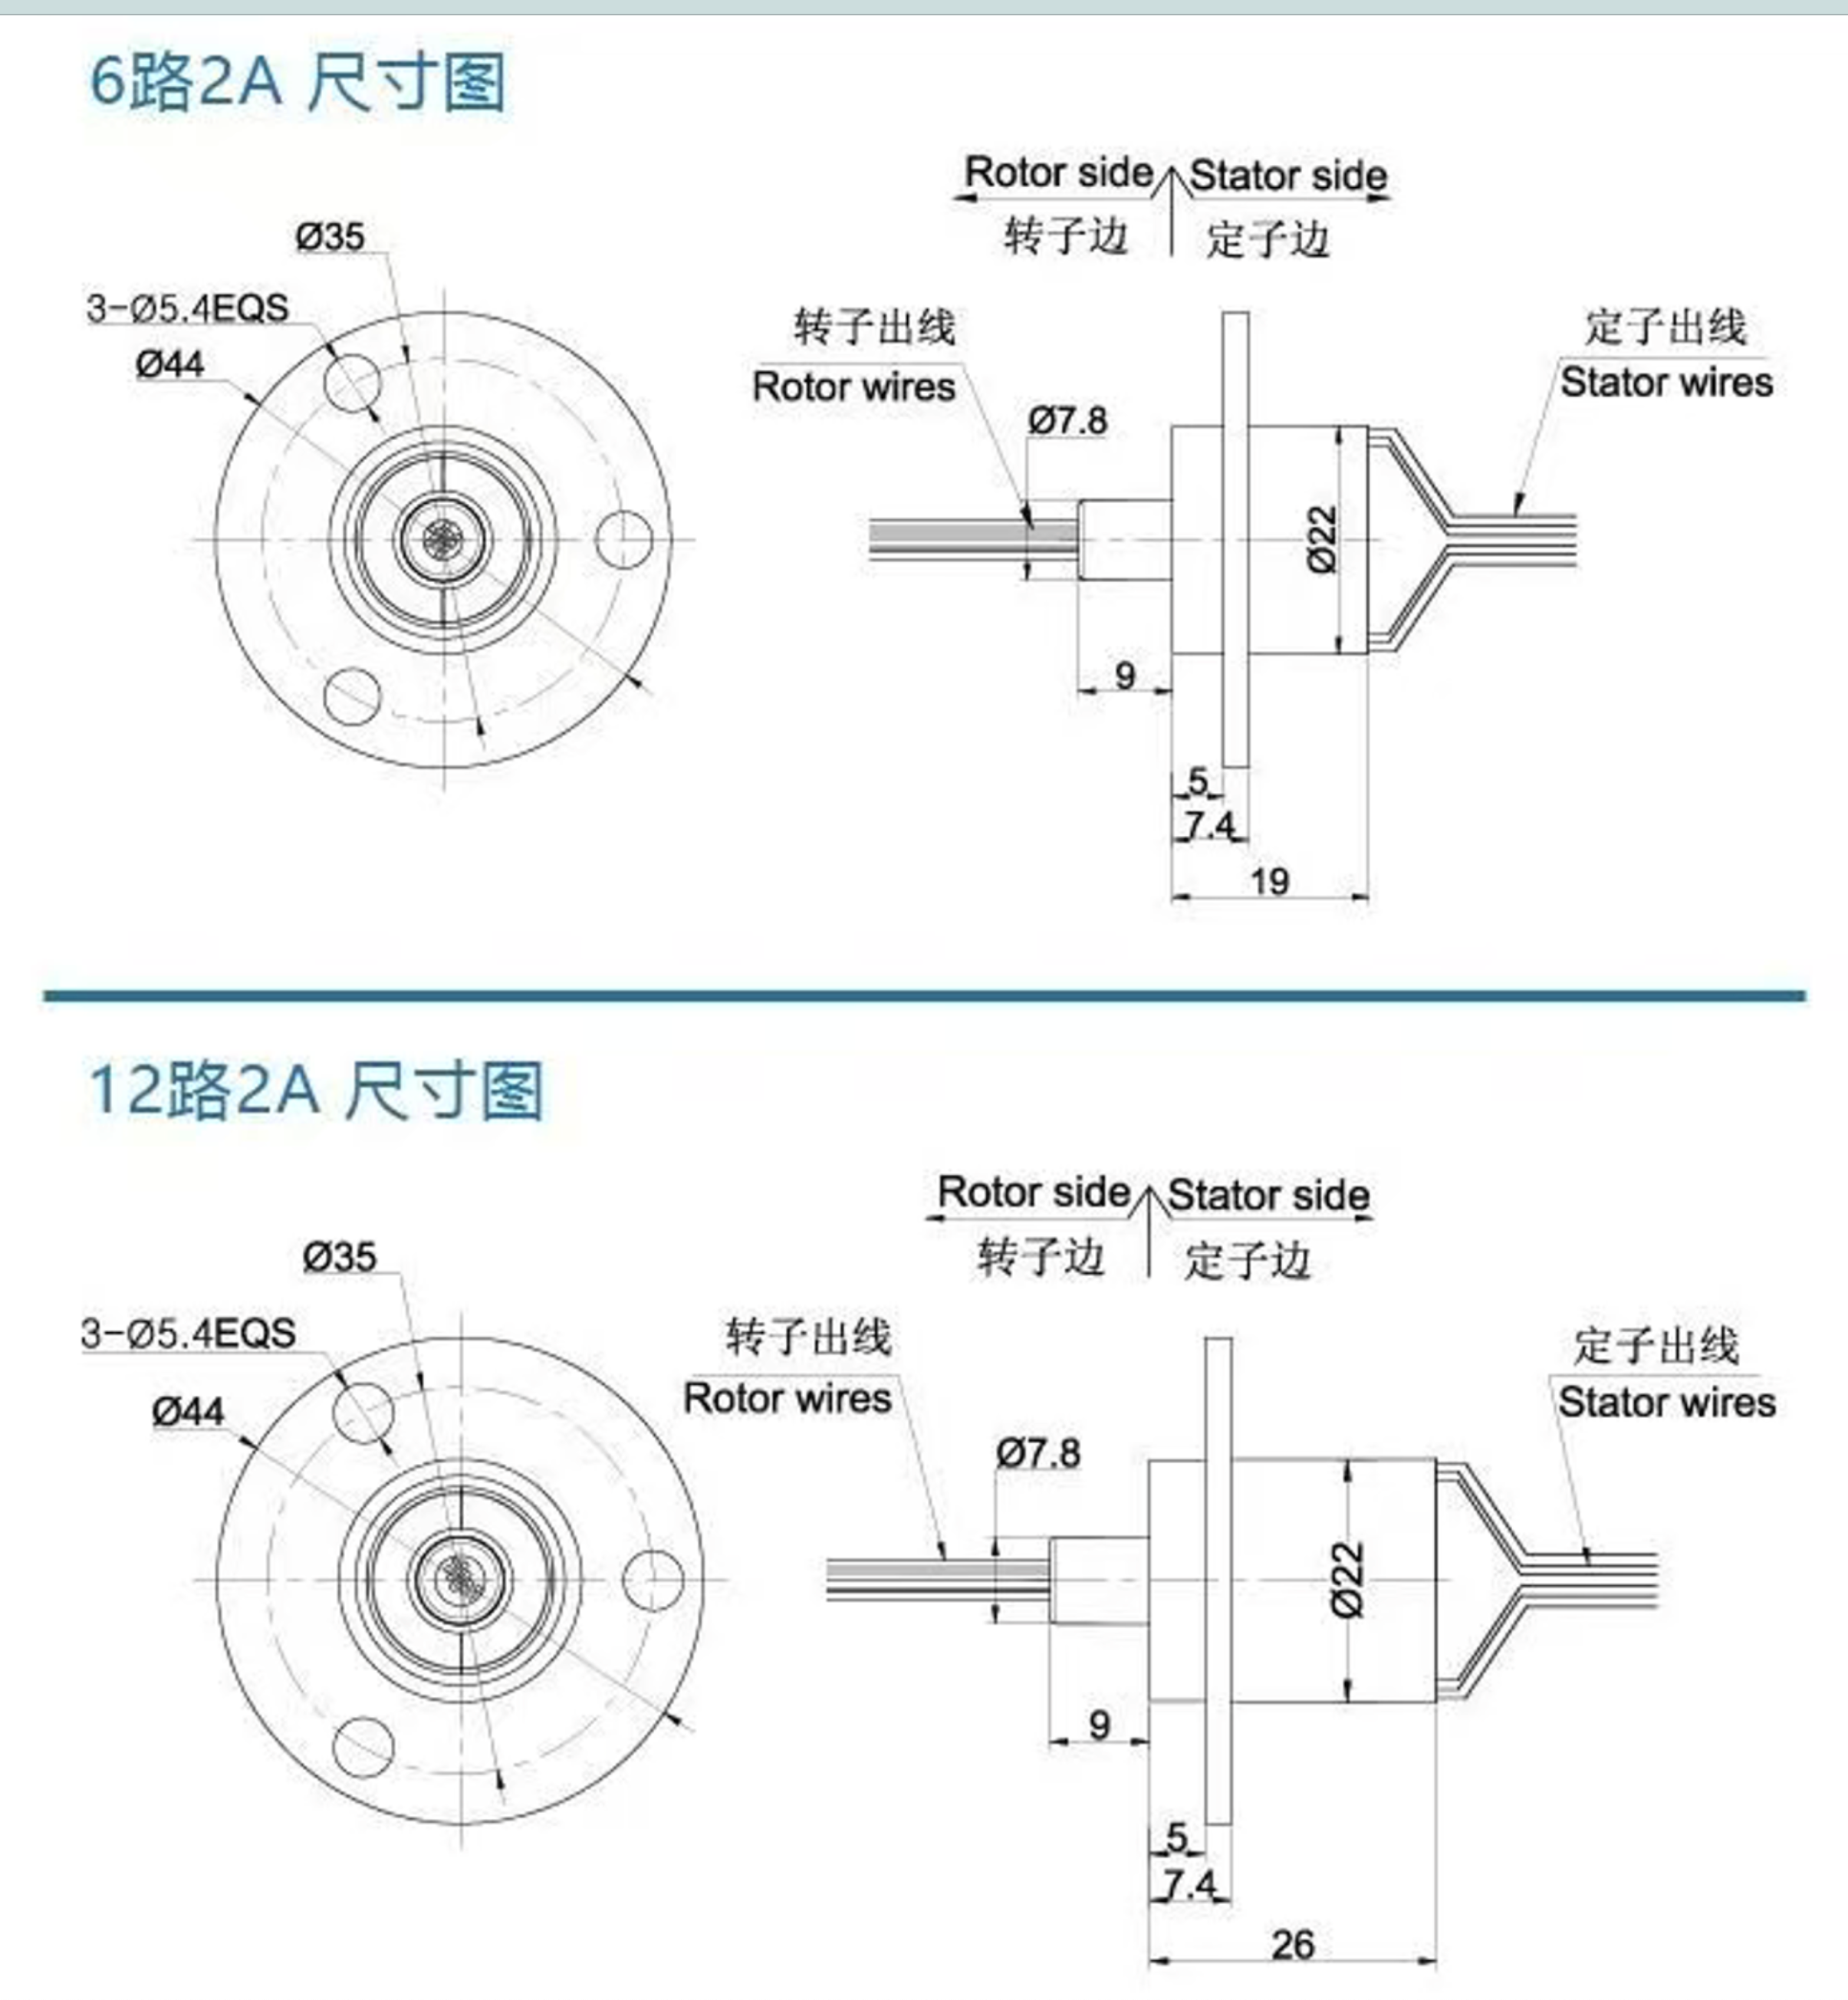 6路2A 尺寸图
Rotor side
Stator side
转子边
定子边
Ø35
3-Ø5.4EQS
Ø44
转子出线
Rotor wires
定子出线
Stator wires
Ø7.8
Ø22
9
5
7.4
19
12路2A 尺寸图
Rotor side
Stator side
转子边
定子边
Ø35
3-Ø5.4EQS
Ø44
转子出线
Rotor wires
定子出线
Stator wires
Ø7.8
Ø22
9
5
7.4
26